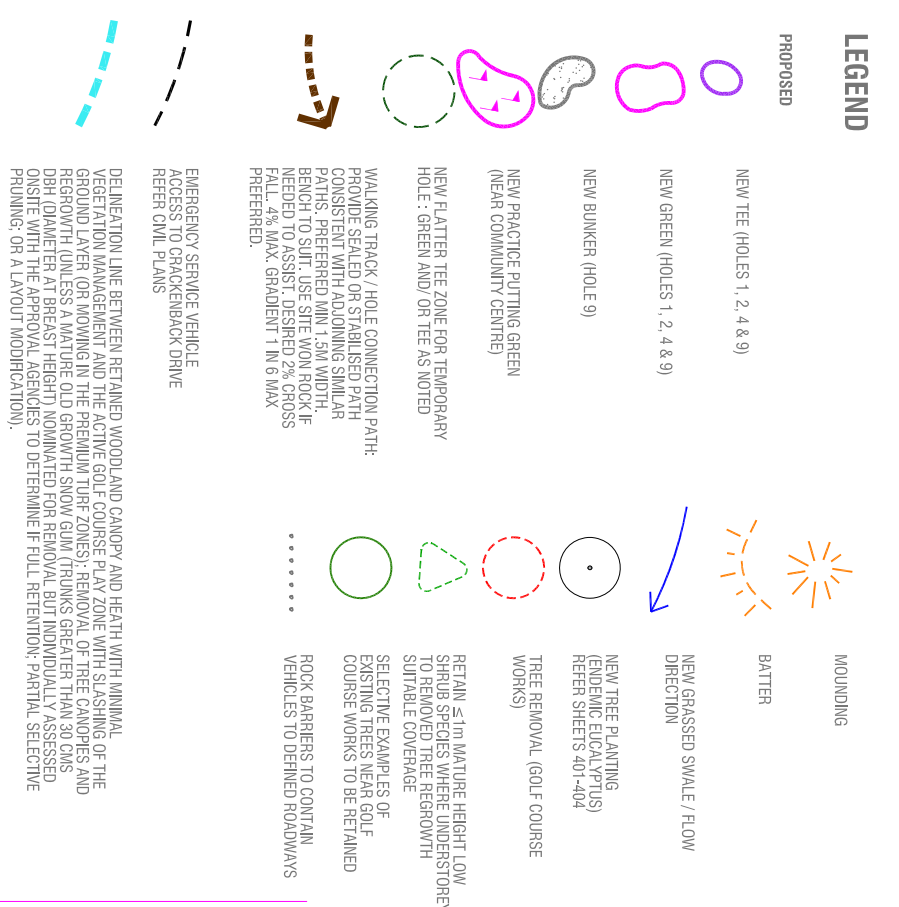 LEGEND
PROPOSED
NEW TEE (HOLES 1, 2, 4 & 9)
NEW GREEN (HOLES 1, 2, 4 & 9)
NEW BUNKER (HOLE 9)
NEW PRACTICE PUTTING GREEN
(NEAR COMMUNITY CENTRE)
NEW FLATTER TEE ZONE FOR TEMPORARY
HOLE : GREEN AND/ OR TEE AS NOTED
WALKING TRACK / HOLE CONNECTION PATH:
PROVIDE SEALED OR STABILISED PATH
CONSISTENT WITH ADJOINING SIMILAR
PATHS. PREFERRED MIN 1.5M WIDTH.
BENCH TO SUIT. USE SITE WON ROCK IF
NEEDED TO ASSIST. DESIRED 2% CROSS
FALL. 4% MAX. GRADIENT 1 IN 6 MAX
PREFERRED.
EMERGENCY SERVICE VEHICLE
ACCESS TO CRACKENBACK DRIVE
REFER CIVIL PLANS
DELINEATION LINE BETWEEN RETAINED WOODLAND CANOPY AND HEATH WITH MINIMAL
VEGETATION MANAGEMENT AND THE ACTIVE GOLF COURSE PLAY ZONE WITH SLASHING OF THE
GROUND LAYER (OR MOWING IN THE PREMIUM TURF ZONES); REMOVAL OF TREE CANOPIES AND
REGROWTH (UNLESS A MATURE OLD GROWTH SNOW GUM (TRUNKS GREATER THAN 30 CMS
DBH (DIAMETER AT BREAST HEIGHT) NOMINATED FOR REMOVAL BUT INDIVIDUALLY ASSESSED
ONSITE WITH THE APPROVAL AGENCIES TO DETERMINE IF FULL RETENTION; PARTIAL SELECTIVE
PRUNING; OR A LAYOUT MODIFICATION).
MOUNDING
BATTER
NEW GRASSED SWALE / FLOW
DIRECTION
NEW TREE PLANTING
(ENDEMIC EUCALYPTUS)
REFER SHEETS 401-404
TREE REMOVAL (GOLF COURSE
WORKS)
RETAIN ≤1m MATURE HEIGHT LOW
SHRUB SPECIES WHERE UNDERSTOREY
TO REMOVED TREE REGROWTH
SUITABLE COVERAGE
SELECTIVE EXAMPLES OF
EXISTING TREES NEAR GOLF
COURSE WORKS TO BE RETAINED
ROCK BARRIERS TO CONTAIN
VEHICLES TO DEFINED ROADWAYS